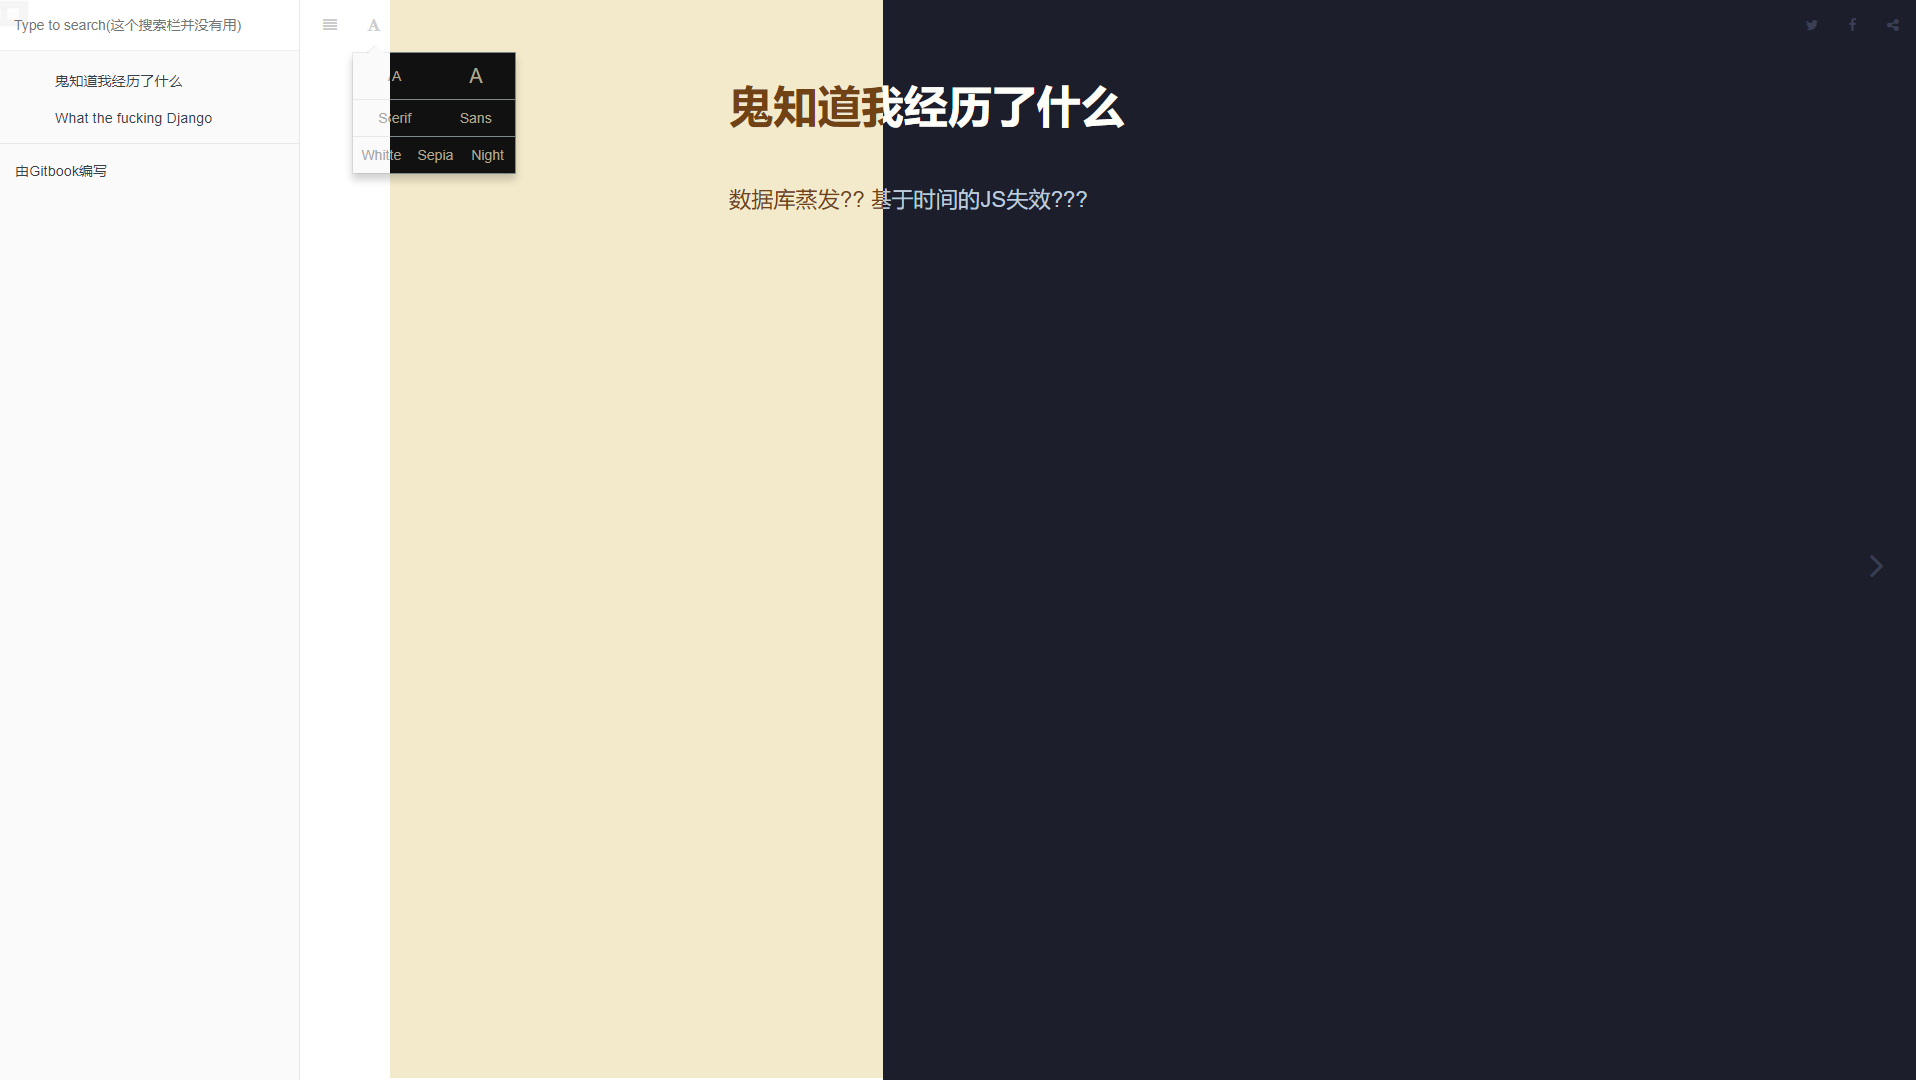 Type to search(这个搜索栏并没有用)
鬼知道我经历了什么
What the fucking Django
由Gitbook编写
A
A A
Serif Sans
White Sepia Night
鬼知道我经历了什么
数据库蒸发?? 基于时间的JS失效???